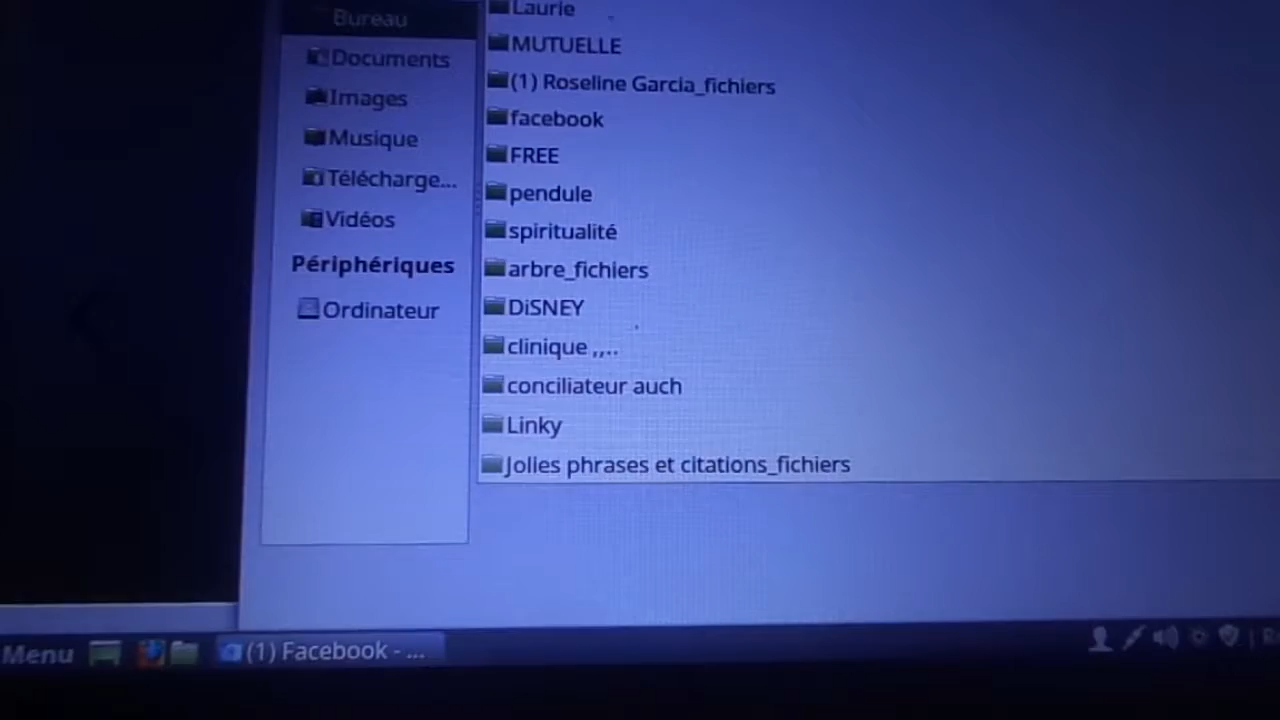 Bureau
Documents
Images
Musique
Télécharge...
Vidéos
Périphériques
Ordinateur
Laurie
MUTUELLE
(1) Roseline Garcia_fichiers
facebook
FREE
pendule
spiritualité
arbre_fichiers
DiSNEY
clinique ,,..
conciliateur auch
Linky
Jolles phrases et citations_fichiers
Menu
(1) Facebook - ...